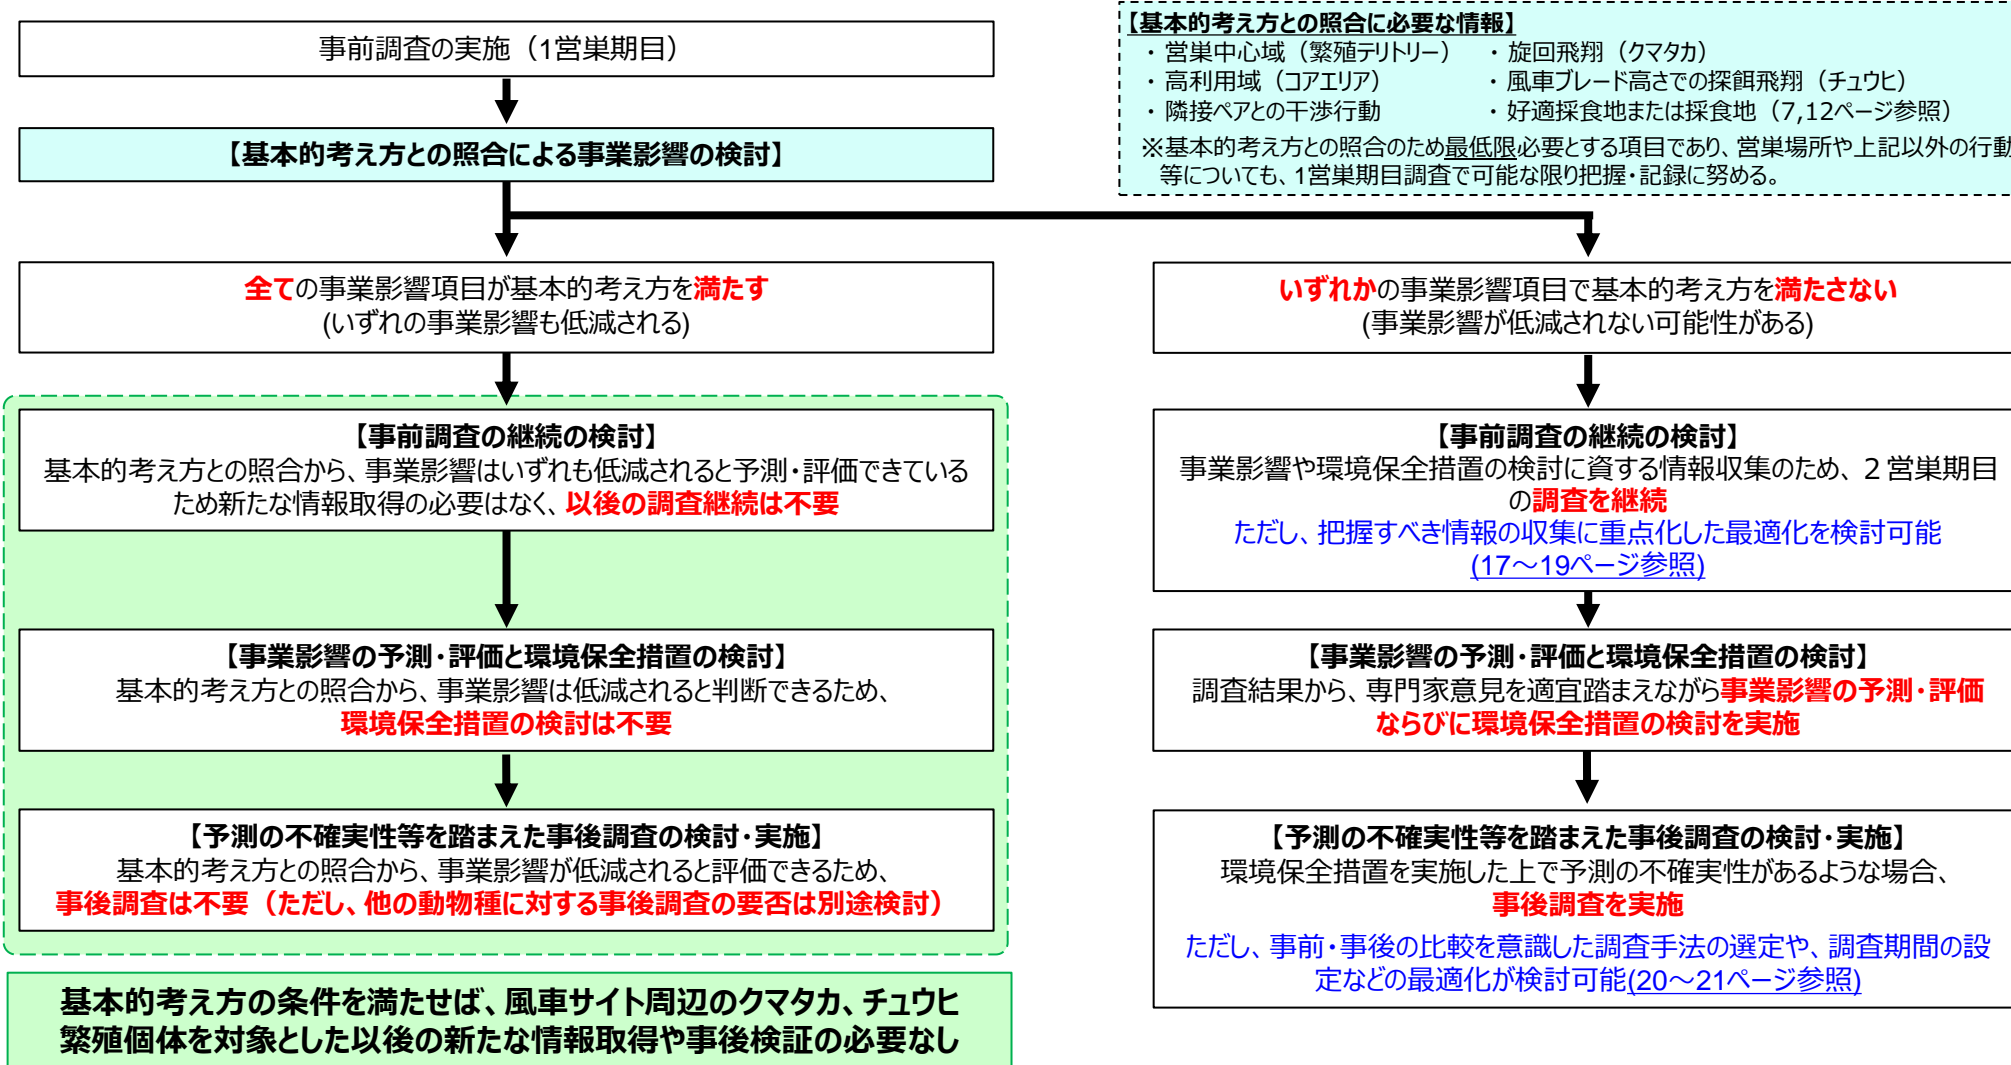 事前調査の実施（1営巣期目）
【基本的考え方との照合による事業影響の検討】
【基本的考え方との照合に必要な情報】
・営巣中心域（繁殖テリトリー）　・旋回飛翔（クマタカ）
・高利用域（コアエリア）　・風車ブレード高さでの探餌飛翔（チュウヒ）
・隣接ペアとの干渉行動　・好適採食地または採食地（7,12ページ参照）
※基本的考え方との照合のため最低限必要とする項目であり、営巣場所や上記以外の行動
等についても、1営巣期目調査で可能な限り把握・記録に努める。
全ての事業影響項目が基本的考え方を満たす
(いずれの事業影響も低減される)
【事前調査の継続の検討】
基本的考え方との照合から、事業影響はいずれも低減されると予測・評価できている
ため新たな情報取得の必要はなく、以後の調査継続は不要
【事業影響の予測・評価と環境保全措置の検討】
基本的考え方との照合から、事業影響は低減されると判断できるため、
環境保全措置の検討は不要
【予測の不確実性等を踏まえた事後調査の検討・実施】
基本的考え方との照合から、事業影響が低減されると評価できるため、
事後調査は不要（ただし、他の動物種に対する事後調査の要否は別途検討）
基本的考え方の条件を満たせば、風車サイト周辺のクマタカ、チュウヒ
繁殖個体を対象とした以後の新たな情報取得や事後検証の必要なし
いずれかの事業影響項目で基本的考え方を満たさない
(事業影響が低減されない可能性がある)
【事前調査の継続の検討】
事業影響や環境保全措置の検討に資する情報収集のため、２営巣期目
の調査を継続
ただし、把握すべき情報の収集に重点化した最適化を検討可能
(17～19ページ参照)
【事業影響の予測・評価と環境保全措置の検討】
調査結果から、専門家意見を適宜踏まえながら事業影響の予測・評価
ならびに環境保全措置の検討を実施
【予測の不確実性等を踏まえた事後調査の検討・実施】
環境保全措置を実施した上で予測の不確実性があるような場合、
事後調査を実施
ただし、事前・事後の比較を意識した調査手法の選定や、調査期間の設
定などの最適化が検討可能(20～21ページ参照)